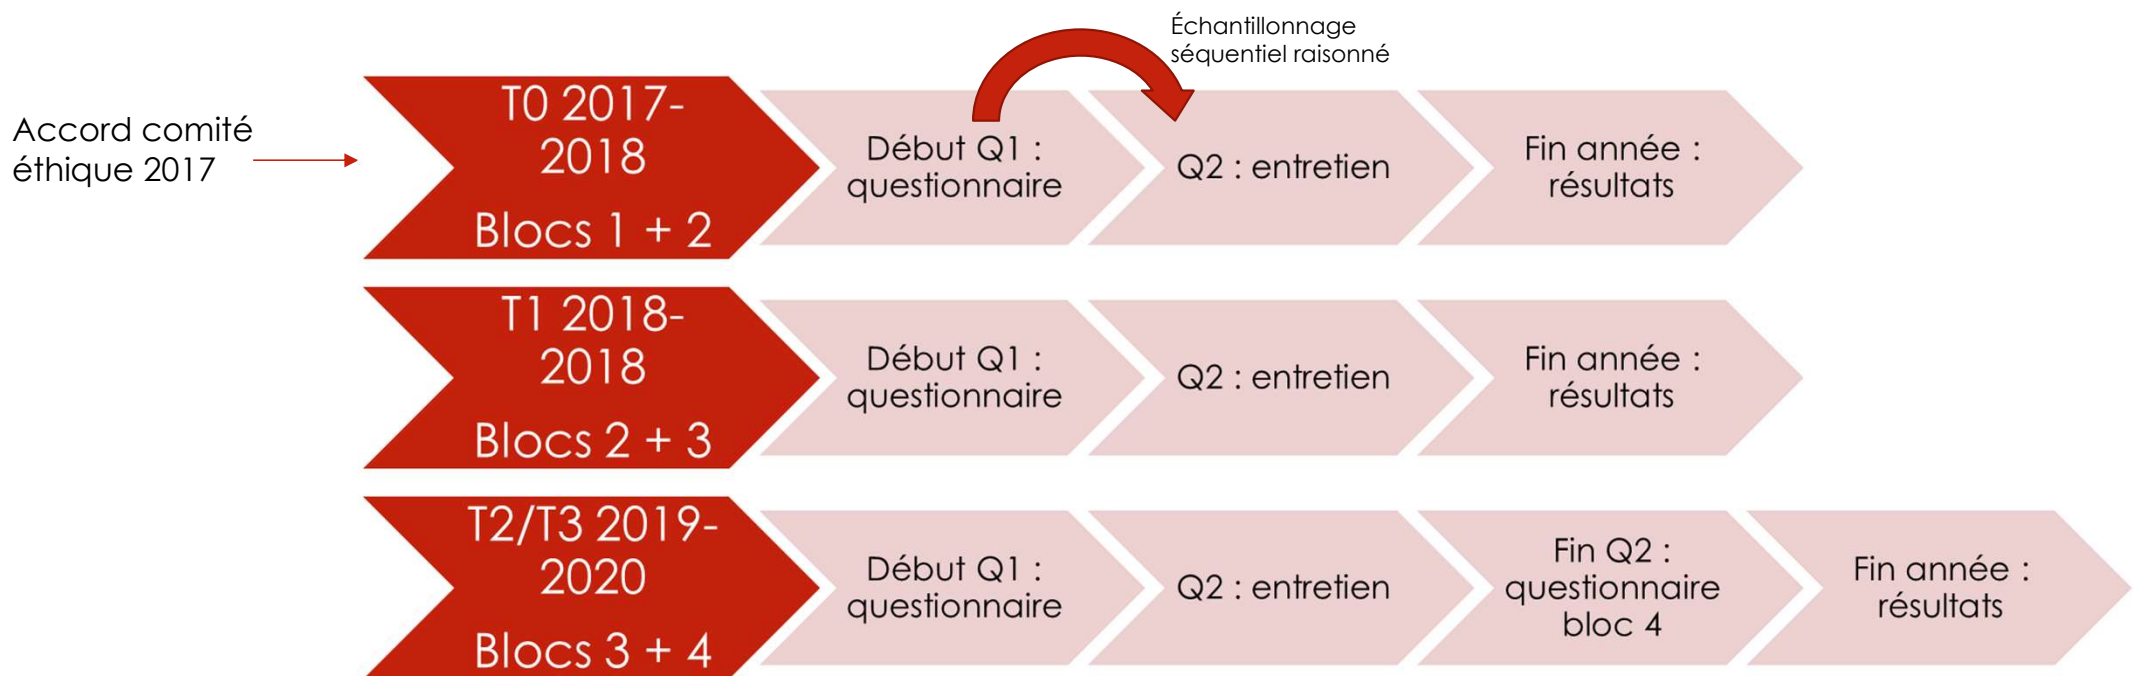 Échantillonnage
séquentiel raisonné
Accord comité
éthique 2017
T0 2017-
2018
Blocs 1 + 2
Début Q1 :
questionnaire
Q2 : entretien
Fin année :
résultats
T1 2018-
2018
Blocs 2 + 3
Début Q1 :
questionnaire
Q2 : entretien
Fin année :
résultats
T2/T3 2019-
2020
Blocs 3 + 4
Début Q1 :
questionnaire
Q2 : entretien
Fin Q2 :
questionnaire
bloc 4
Fin année :
résultats